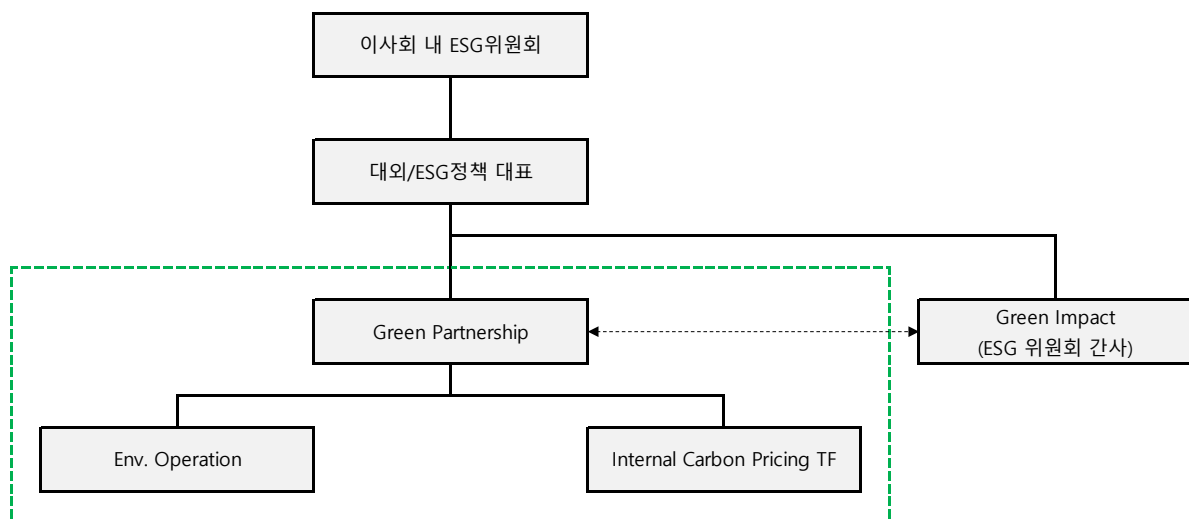 이사회 내 ESG위원회
대외/ESG정책 대표
Green Partnership
Green Impact
(ESG 위원회 간사)
Env. Operation
Internal Carbon Pricing TF